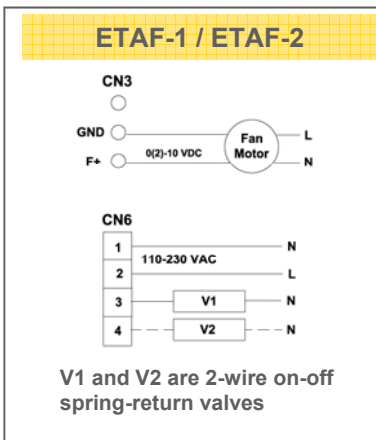 ETAF-1 / ETAF-2
CN3
GND
Fan
Motor
L
F+
0(2)-10 VDC
N
CN6
1
N
110-230 VAC
2
L
3
V1
N
4
V2
N
V1 and V2 are 2-wire on-off
spring-return valves